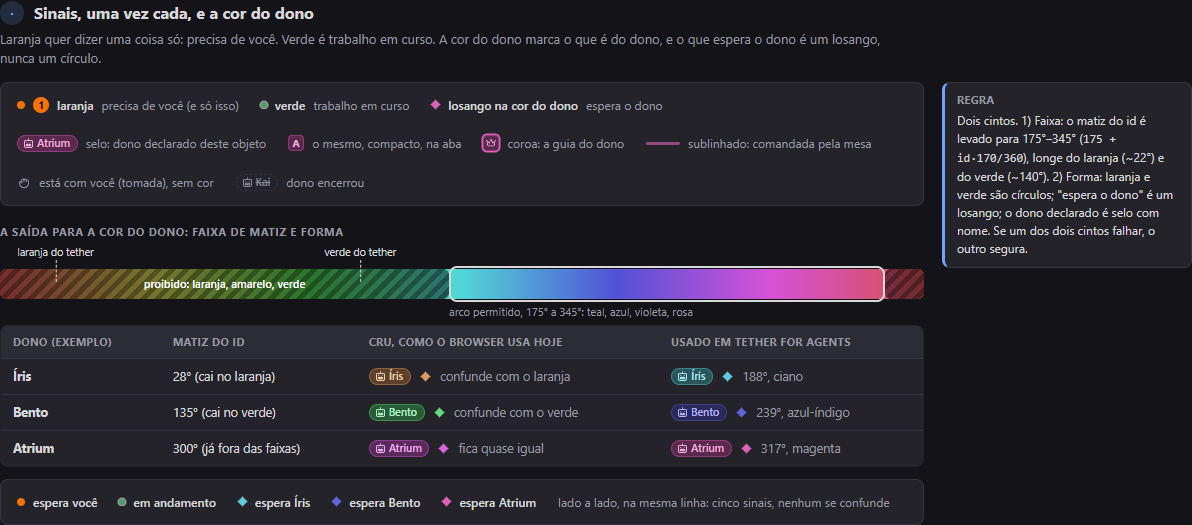 Sinais, uma vez cada, e a cor do dono
Laranja quer dizer uma coisa só: precisa de você. Verde é trabalho em curso. A cor do dono marca o que é do dono, e o que espera o dono é um losango,
nunca um círculo.
1 laranja precisa de você (e só isso) verde trabalho em curso losango na cor do dono espera o dono
Atrium selo: dono declarado deste objeto A o mesmo, compacto, na aba coroa: a guia do dono sublinhado: comandada pela mesa
está com você (tomada), sem cor Kai dono encerrou
REGRA
Dois cintos. 1) Faixa: o matiz do id é
levado para 175°–345° (175 +
id·170/360), longe do laranja (~22°) e
do verde (~140°). 2) Forma: laranja e
verde são círculos; "espera o dono" é um
losango; o dono declarado é selo com
nome. Se um dos dois cintos falhar, o
outro segura.
A SAÍDA PARA A COR DO DONO: FAIXA DE MATIZ E FORMA
laranja do tether verde do tether
proibido: laranja, amarelo, verde
arco permitido, 175° a 345°: teal, azul, violeta, rosa
DONO (EXEMPLO) MATIZ DO ID CRU, COMO O BROWSER USA HOJE USADO EM TETHER FOR AGENTS
Íris 28° (cai no laranja) Íris confunde com o laranja Íris 188°, ciano
Bento 135° (cai no verde) Bento confunde com o verde Bento 239°, azul-índigo
Atrium 300° (já fora das faixas) Atrium fica quase igual Atrium 317°, magenta
espera você em andamento espera Íris espera Bento espera Atrium lado a lado, na mesma linha: cinco sinais, nenhum se confunde